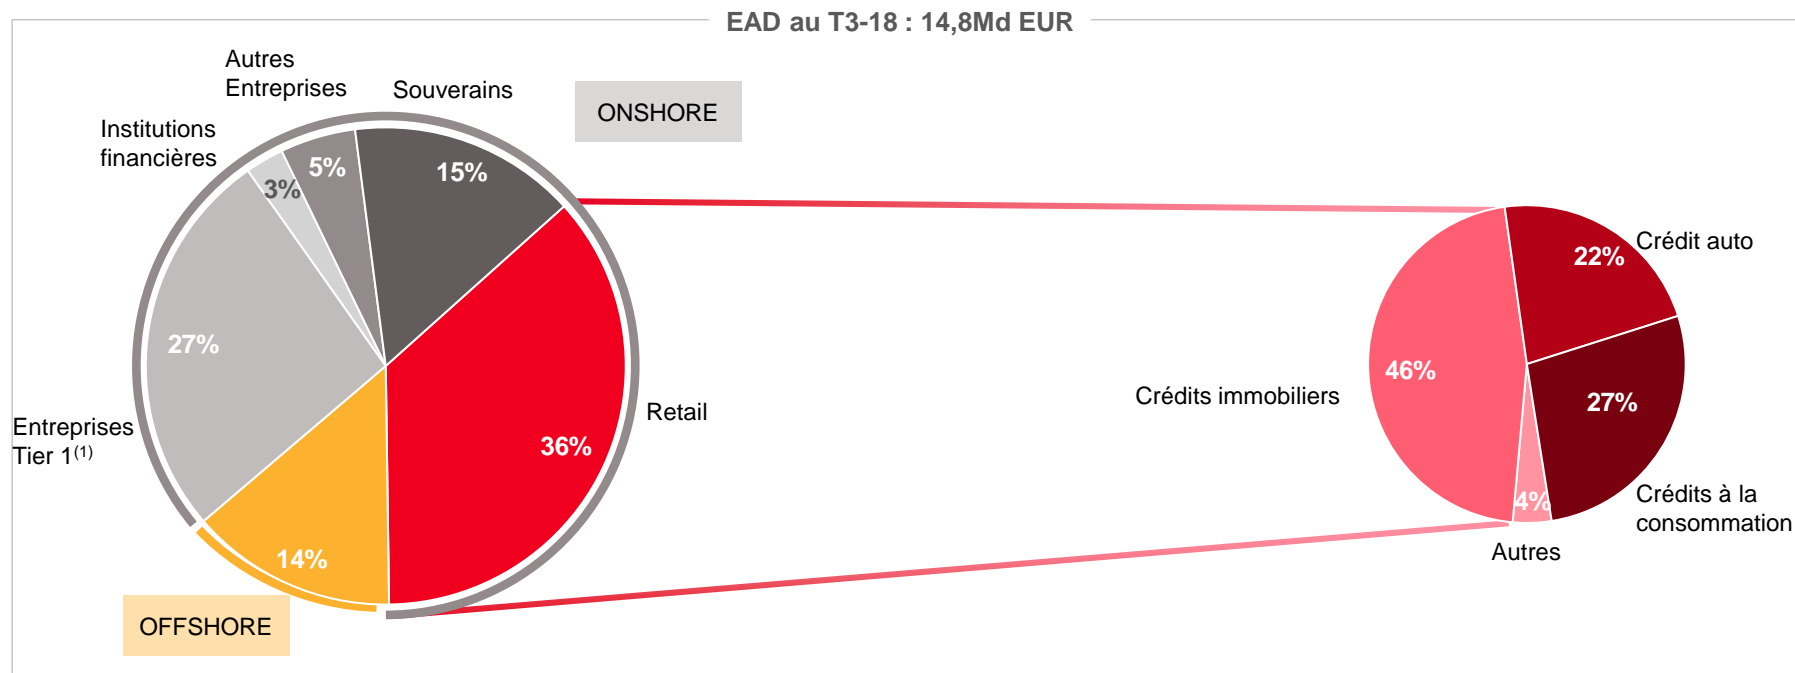 EAD au T3-18 : 14,8Md EUR
Autres
Entreprises
Souverains
ONSHORE
Institutions
financières
5%
15%
3%
27%
Entreprises
Tier 1(1)
Retail
36%
14%
OFFSHORE
Crédit auto
22%
46%
Crédits immobiliers
27%
4%
Crédits à la
consommation
Autres